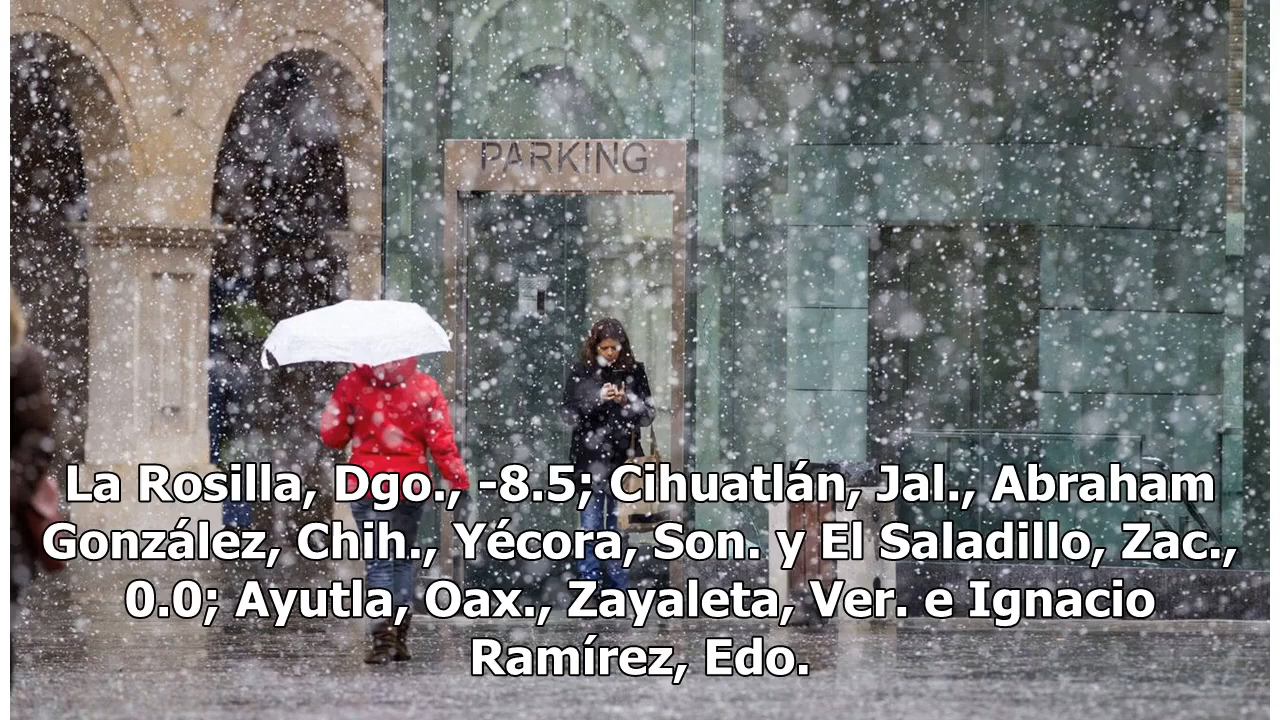 PARKING
La Rosilla, Dgo., -8.5; Cihuatlán, Jal., Abraham
González, Chih., Yécora, Son. y El Saladillo, Zac.,
0.0; Ayutla, Oax., Zayaleta, Ver. e Ignacio
Ramírez, Edo.